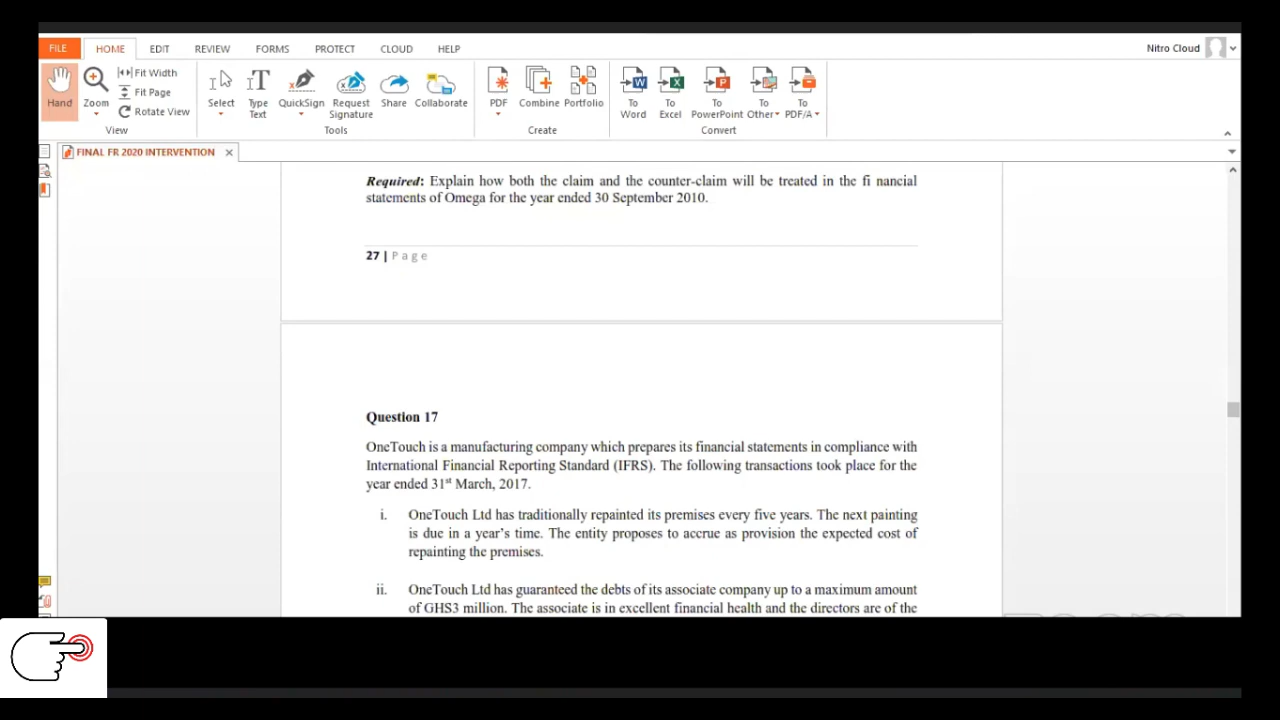 FILE HOME EDIT REVIEW FORMS PROTECT CLOUD HELP Nitro Cloud
Hand Zoom Fit Width Fit Page Rotate View Select Type Text QuickSign Request Signature Share Collaborate PDF Combine Portfolio To Word To Excel To PowerPoint To Other To PDF/A
View Tools Create Convert
FINAL FR 2020 INTERVENTION
Required: Explain how both the claim and the counter-claim will be treated in the fi nancial
statements of Omega for the year ended 30 September 2010.
27 | Page
Question 17
OneTouch is a manufacturing company which prepares its financial statements in compliance with
International Financial Reporting Standard (IFRS). The following transactions took place for the
year ended 31st March, 2017.
i. OneTouch Ltd has traditionally repainted its premises every five years. The next painting
is due in a year's time. The entity proposes to accrue as provision the expected cost of
repainting the premises.
ii. OneTouch Ltd has guaranteed the debts of its associate company up to a maximum amount
of GHS3 million. The associate is in excellent financial health and the directors are of the